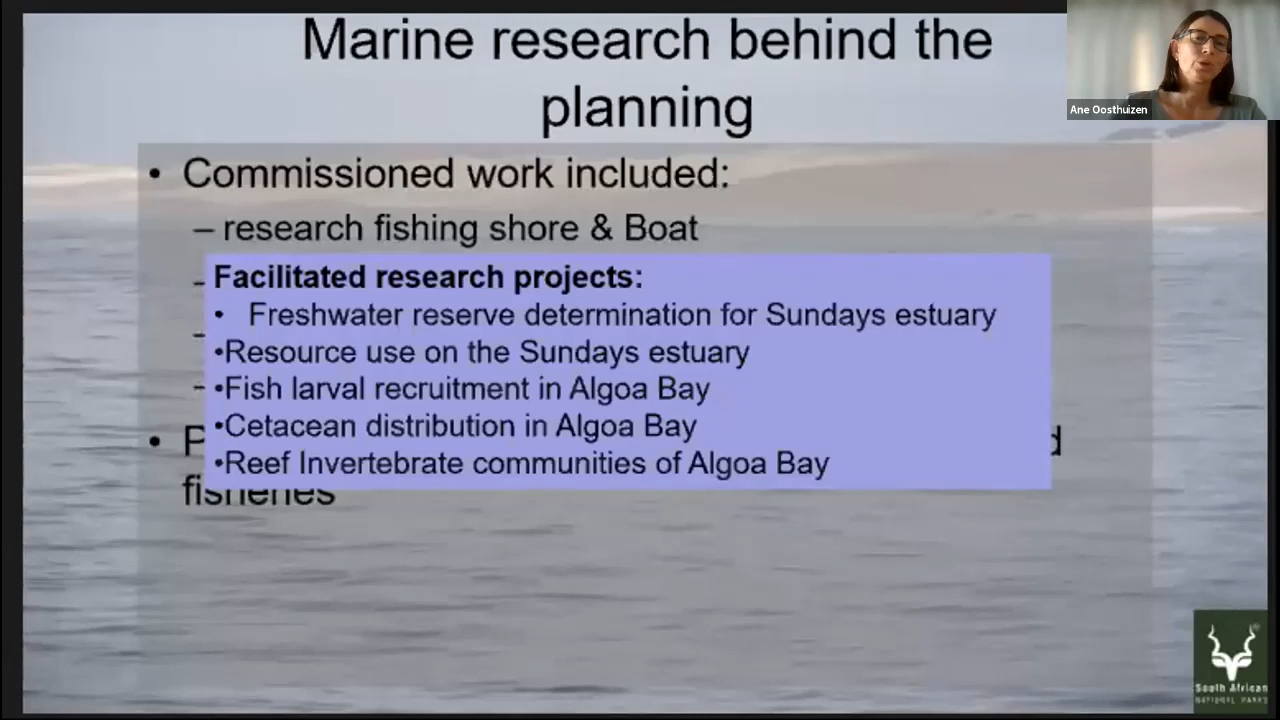 Marine research behind the
planning
Ane Oosthuizen
• Commissioned work included:
– research fishing shore & Boat
Facilitated research projects:
• Freshwater reserve determination for Sundays estuary
•Resource use on the Sundays estuary
•Fish larval recruitment in Algoa Bay
•Cetacean distribution in Algoa Bay
•Reef Invertebrate communities of Algoa Bay
fisheries
South African
NATIONAL PARKS